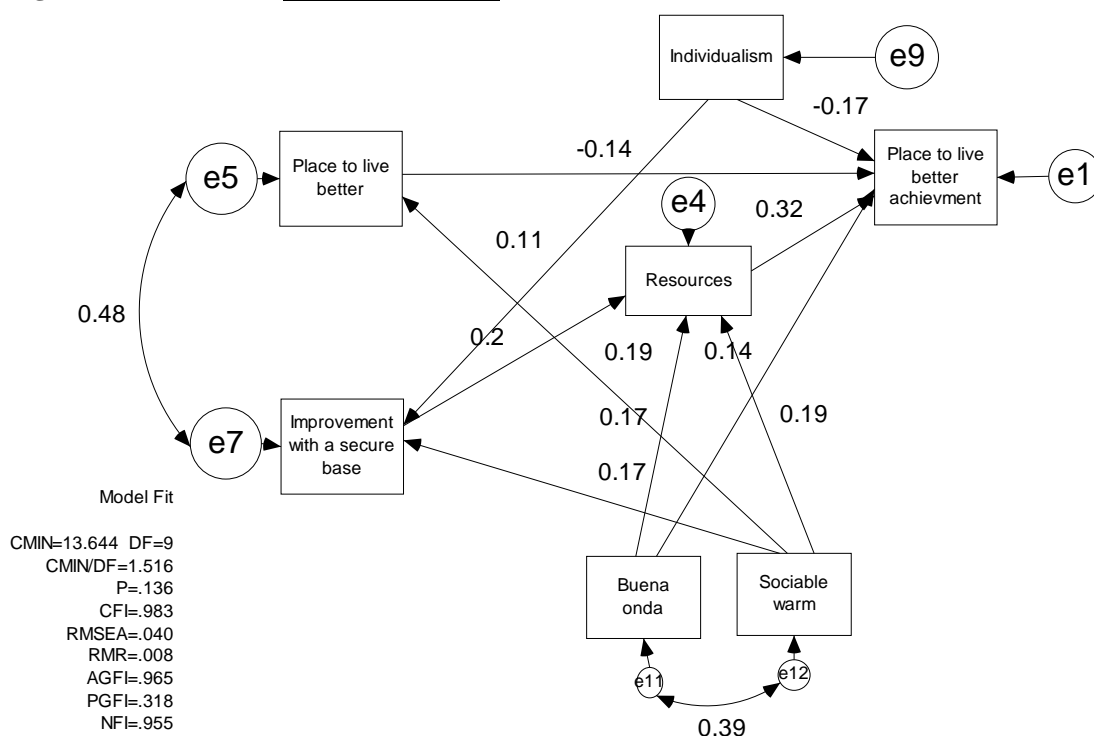 Individualism
e9
-0.17
-0.14
e5
Place to live
better
Place to live
better
achievment
e1
e4
0.32
0.11
Resources
0.48
0.2
0.19
0.14
0.17
0.19
e7
Improvement
with a secure
base
0.17
Model Fit
CMIN=13.644 DF=9
CMIN/DF=1.516
P=.136
CFI=.983
RMSEA=.040
RMR=.008
AGFI=.965
PGFI=.318
NFI=.955
Buena
onda
Sociable
warm
e11
e12
0.39